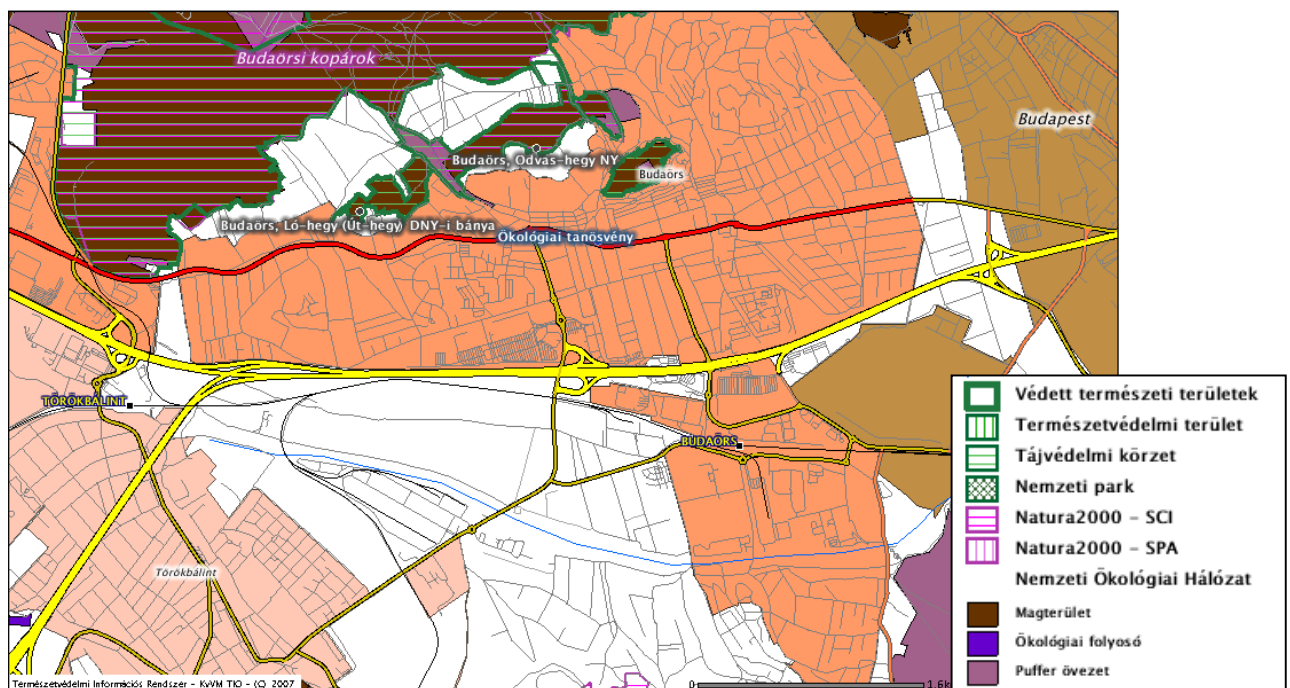 Budaörsi kopárok
Budapest
Budaörs, Odvas-hegy NY
Budaörs
Budaörs, Ló-hegy (Út-hegy) DNY-i bánya
Ökológiai tanösvény
TÖRÖKBÁLINT
BUDAÖRS
Törökbálint
Védett természeti területek
Természetvédelmi terület
Tájvédelmi körzet
Nemzeti park
Natura2000 - SCI
Natura2000 - SPA
Nemzeti Ökológiai Hálózat
Magterület
Ökológiai folyosó
Puffer övezet
Természetvédelmi Információs Rendszer - KvVM TIO - (C) 2007
0 1.6k